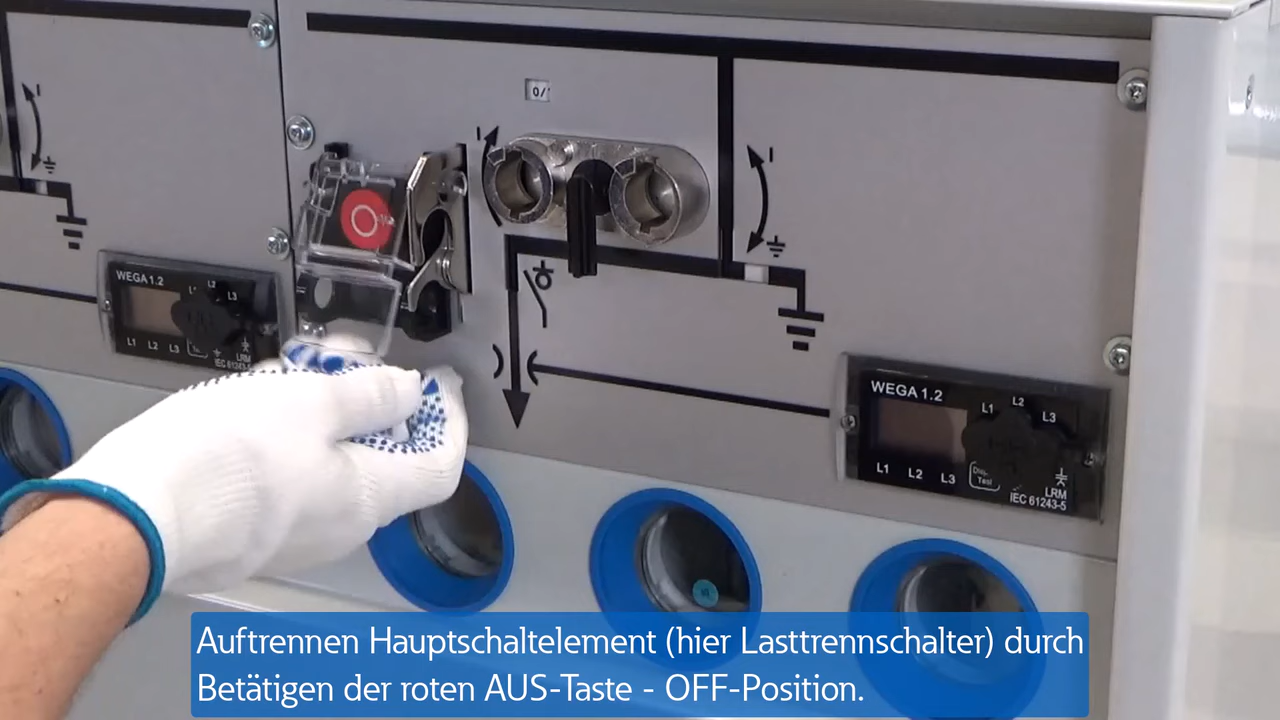 0/
I
I
WEGA 1.2
L1
L2
L3
L1 L2 L3
LRM
IEC 61243-5
WEGA 1.2
L1
L2
L3
L1 L2 L3
Test
LRM
IEC 61243-5
Auftrennen Hauptschaltelement (hier Lasttrennschalter) durch
Betätigen der roten AUS-Taste - OFF-Position.